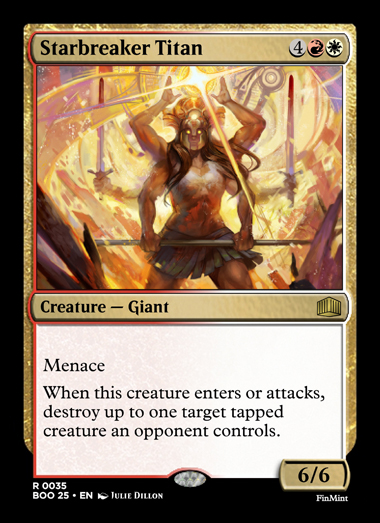 Starbreaker Titan 4
Creature — Giant
Menace
When this creature enters or attacks,
destroy up to one target tapped
creature an opponent controls.
6/6
R 0035
BOO 25 • EN JULIE DILLON
FinMint